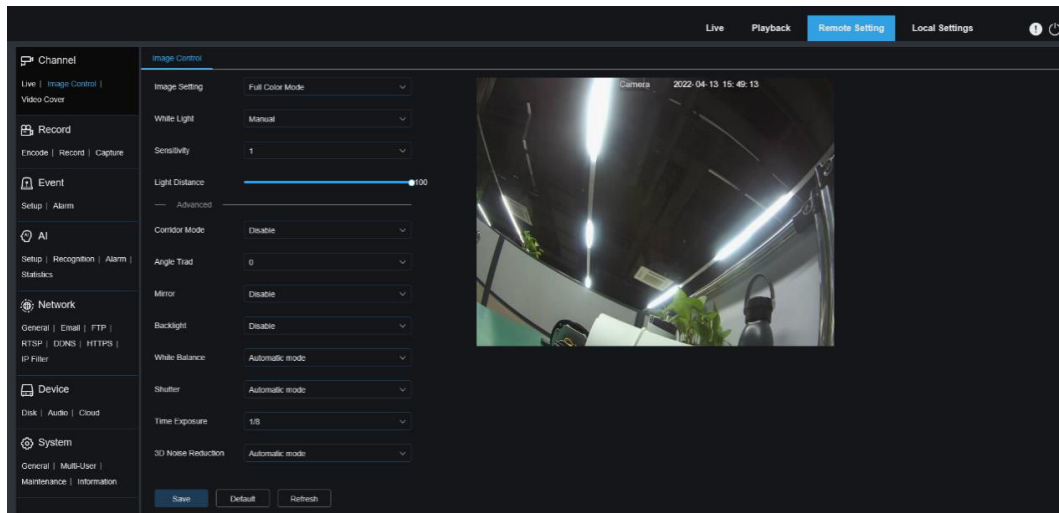 Live Playback Remote Setting Local Settings
Channel
Live | Image Control |
Video Cover
Record
Encode | Record | Capture
Event
Setup | Alarm
AI
Setup | Recognition | Alarm |
Statistics
Network
General | Email | FTP |
RTSP | DDNS | HTTPS |
IP Filter
Device
Disk | Audio | Cloud
System
General | Multi-User |
Maintenance | Information
Image Control
Image Setting Full Color Mode
White Light Manual
Sensitivity 1
Light Distance 100
Advanced
Corridor Mode Disable
Angle Trad 0
Mirror Disable
Backlight Disable
White Balance Automatic mode
Shutter Automatic mode
Time Exposure 1/8
3D Noise Reduction Automatic mode
Save Default Refresh
Camera 2022-04-13 15:49:13